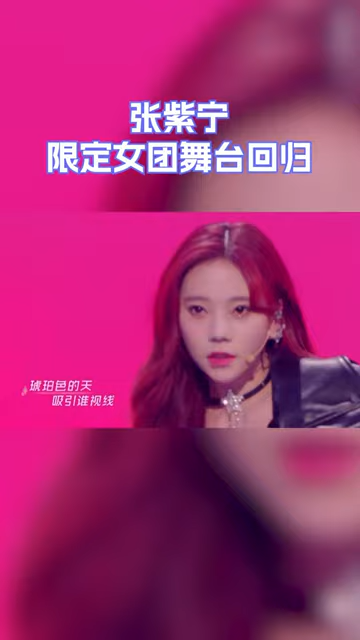 张紫宁
限定女团舞台回归
琥珀色的天
吸引谁视线